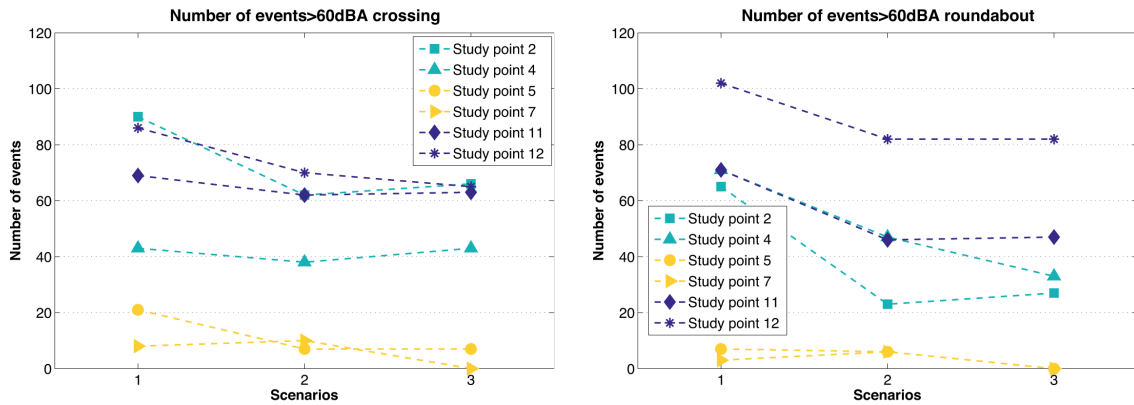 Number of events>60dBA crossing
120
100
80
60
40
20
0
Number of events
1
2
3
Scenarios
Study point 2
Study point 4
Study point 5
Study point 7
Study point 11
Study point 12
Number of events>60dBA roundabout
120
100
80
60
40
20
0
Number of events
1
2
3
Scenarios
Study point 2
Study point 4
Study point 5
Study point 7
Study point 11
Study point 12